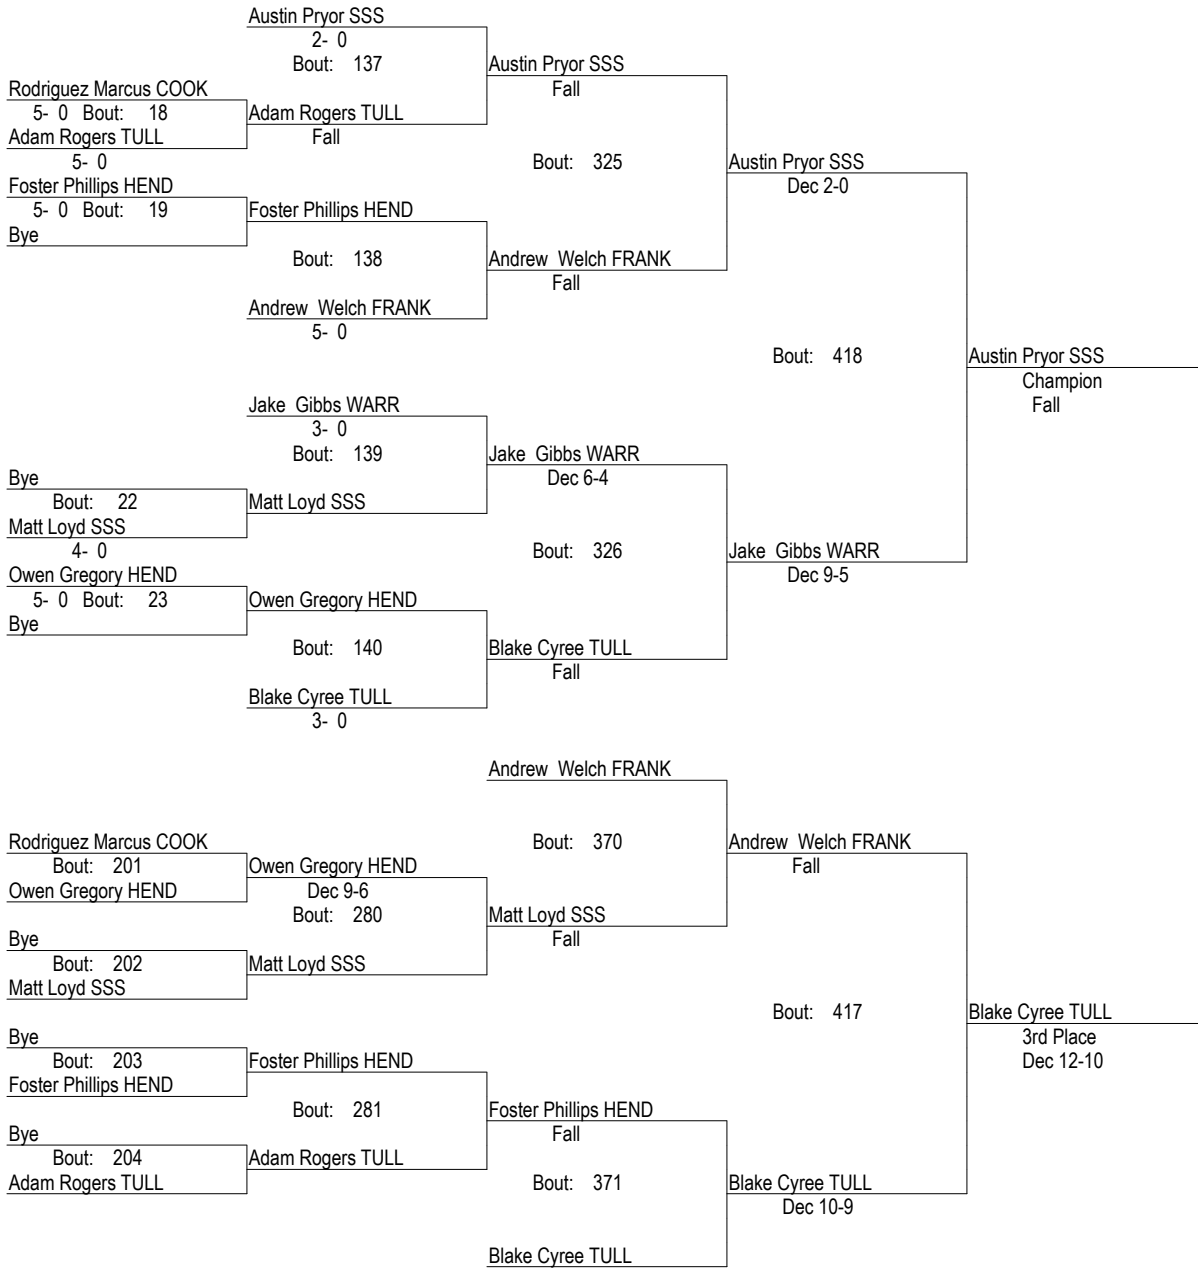 Austin Pryor SSS
2- 0
Bout: 137
Austin Pryor SSS
Fall
Rodriguez Marcus COOK
5- 0 Bout: 18
Adam Rogers TULL
Adam Rogers TULL
Fall
5- 0
Bout: 325
Austin Pryor SSS
Dec 2-0
Foster Phillips HEND
5- 0 Bout: 19
Foster Phillips HEND
Bye
Bout: 138
Andrew Welch FRANK
Fall
Andrew Welch FRANK
5- 0
Bout: 418
Austin Pryor SSS
Champion
Fall
Jake Gibbs WARR
3- 0
Bout: 139
Jake Gibbs WARR
Dec 6-4
Bye
Bout: 22
Matt Loyd SSS
Matt Loyd SSS
4- 0
Bout: 326
Jake Gibbs WARR
Dec 9-5
Owen Gregory HEND
5- 0 Bout: 23
Owen Gregory HEND
Bye
Bout: 140
Blake Cyree TULL
Fall
Blake Cyree TULL
3- 0
Andrew Welch FRANK
Rodriguez Marcus COOK
Bout: 370
Andrew Welch FRANK
Fall
Bout: 201
Owen Gregory HEND
Owen Gregory HEND
Dec 9-6
Bout: 280
Matt Loyd SSS
Fall
Bye
Bout: 202
Matt Loyd SSS
Matt Loyd SSS
Bout: 417
Blake Cyree TULL
3rd Place
Dec 12-10
Bye
Bout: 203
Foster Phillips HEND
Foster Phillips HEND
Bout: 281
Foster Phillips HEND
Fall
Bye
Bout: 204
Adam Rogers TULL
Adam Rogers TULL
Bout: 371
Blake Cyree TULL
Dec 10-9
Blake Cyree TULL